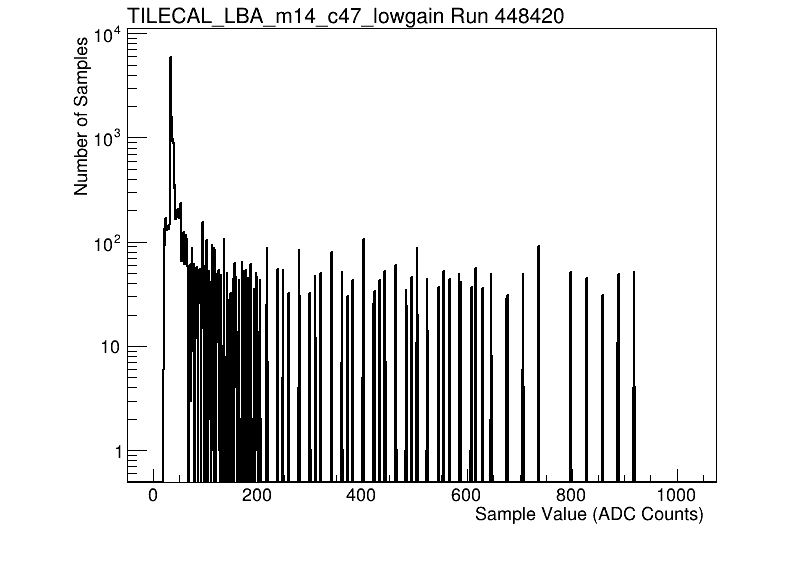 TILECAL_LBA_m14_c47_lowgain Run 448420
Number of Samples
10^4
10^3
10^2
10
1
0 200 400 600 800 1000
Sample Value (ADC Counts)